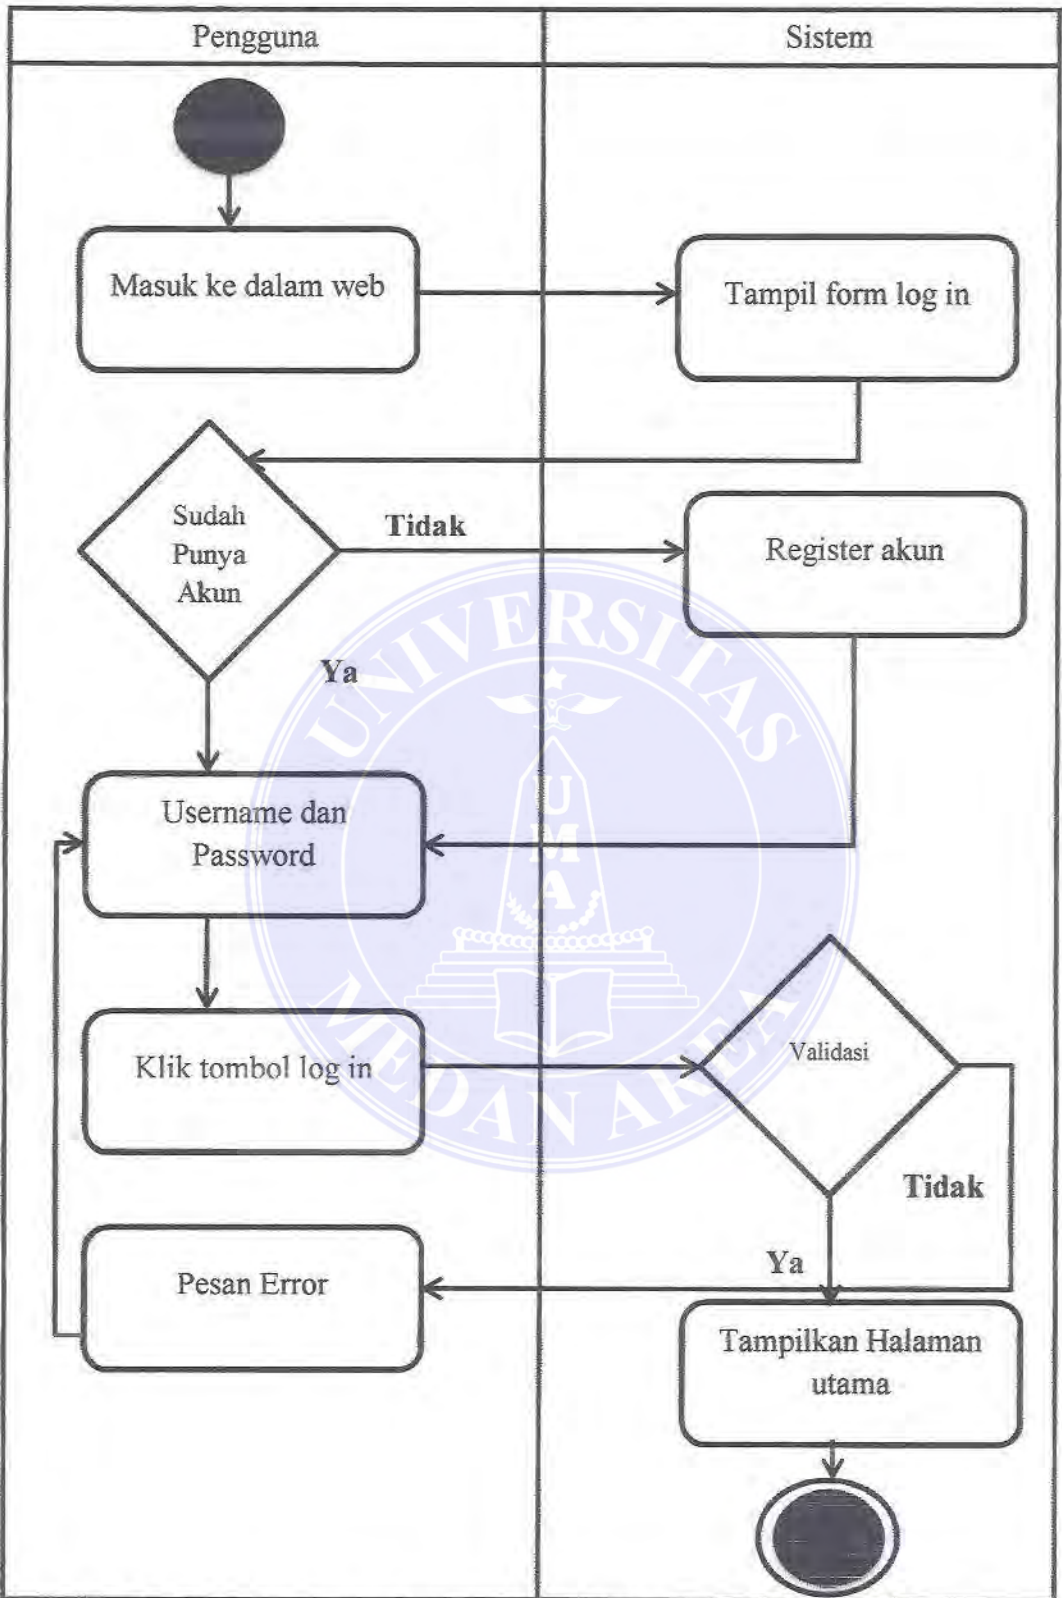 Pengguna
Sistem
Masuk ke dalam web
Tampil form log in
Sudah
Punya
Akun
Tidak
Register akun
Ya
Username dan
Password
Klik tombol log in
Validasi
Tidak
Ya
Pesan Error
Tampilkan Halaman
utama
UNIVERSITAS
UMA
MEDAN AREA